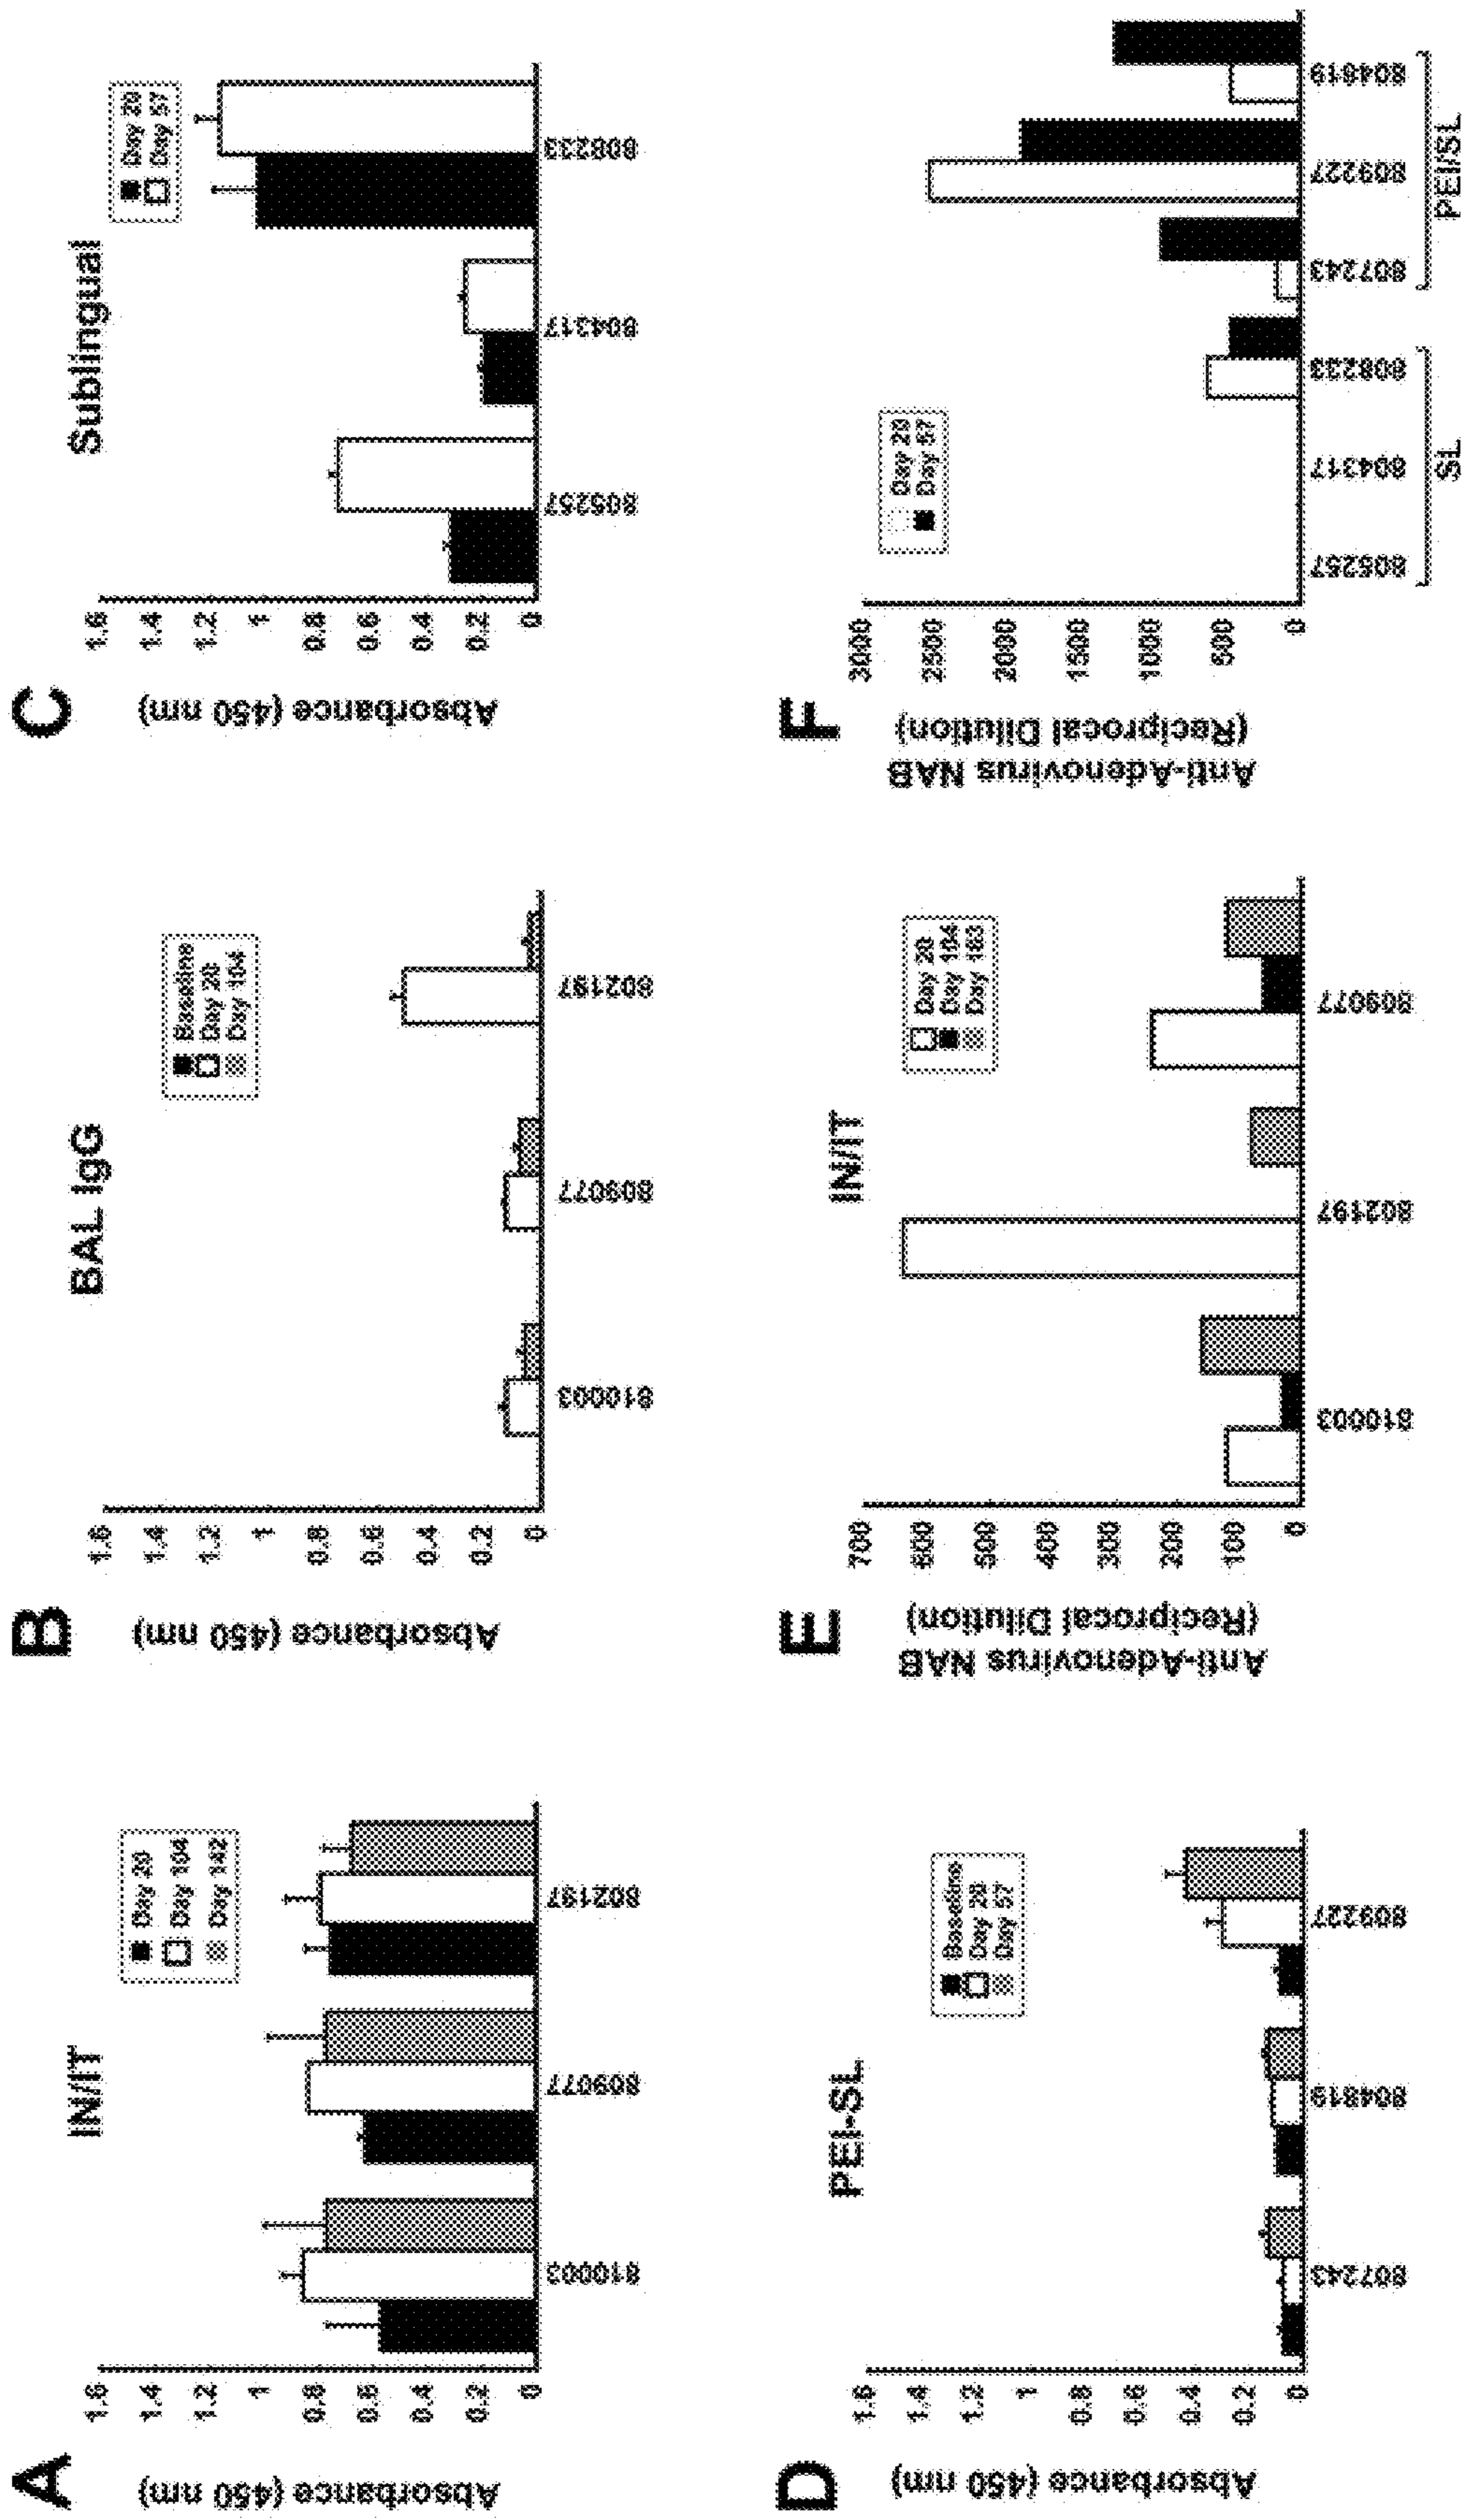 A
IN/IT
Absorbance (450 nm)
1.6
1.4
1.2
1
0.8
0.6
0.4
0.2
0
Day 20
Day 104
Day 142
810003
809077
802197
B
BAL IgG
Absorbance (450 nm)
1.6
1.4
1.2
1
0.8
0.6
0.4
0.2
0
Baseline
Day 20
Day 104
810003
809077
802197
C
Sublingual
Absorbance (450 nm)
1.6
1.4
1.2
1
0.8
0.6
0.4
0.2
0
Day 20
Day 57
805257
804317
808233
D
PEI-SL
Absorbance (450 nm)
1.6
1.4
1.2
1
0.8
0.6
0.4
0.2
0
Baseline
Day 20
Day 57
807243
804819
809227
E
IN/IT
Anti-Adenovirus NAB
(Reciprocal Dilution)
700
600
500
400
300
200
100
0
Day 20
Day 104
Day 163
810003
802197
809077
F
Anti-Adenovirus NAB
(Reciprocal Dilution)
3000
2500
2000
1500
1000
500
0
Day 20
Day 57
805257
804317
808233
807243
809227
804819
SL
PEI/SL